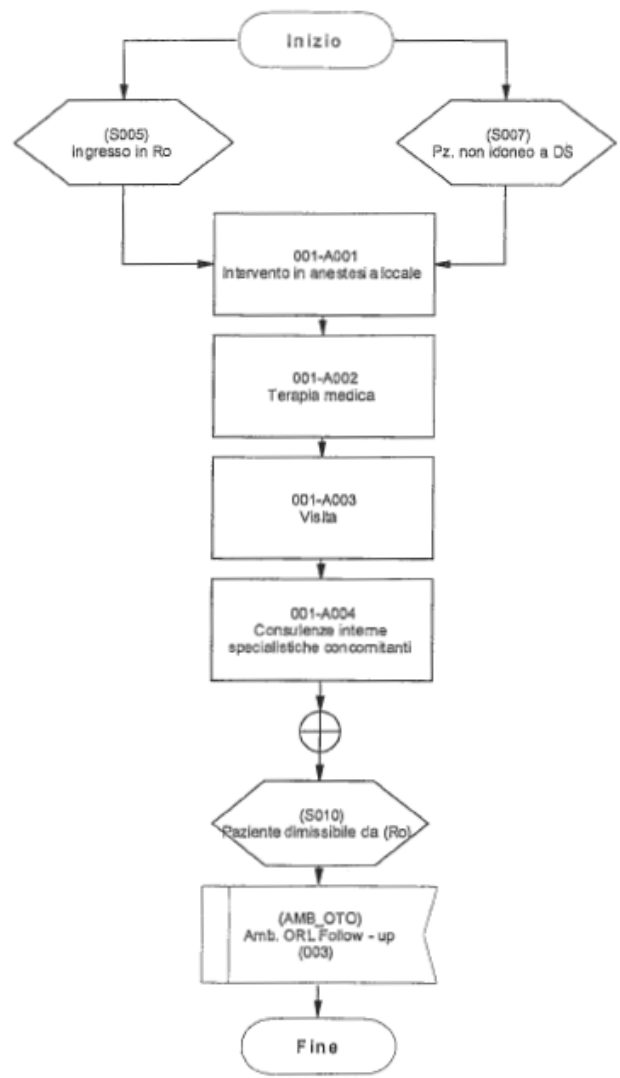 Inizio
(S005)
Ingresso in Ro
(S007)
Pz. non idoneo a DS
001-A001
Intervento in anestesia locale
001-A002
Terapia medica
001-A003
Visita
001-A004
Consulenze interne
specialistiche concomitanti
(S010)
Paziente dimissibile da (Ro)
(AMB_OTO)
Amb. ORL Follow - up
(003)
Fine